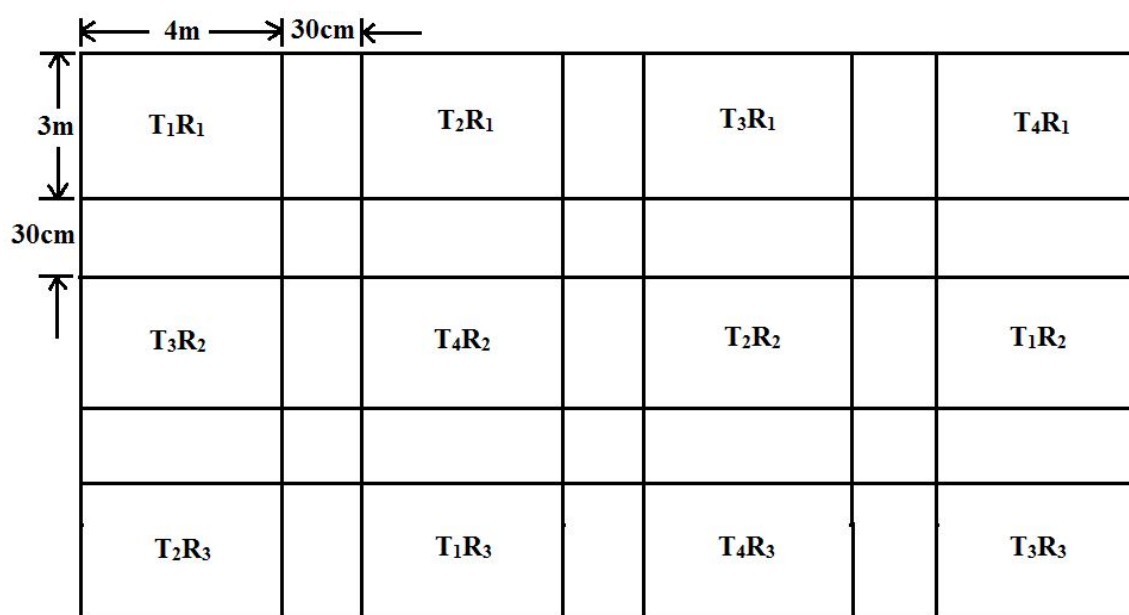 4m 30cm
3m T₁R₁ T₂R₁ T₃R₁ T₄R₁
30cm
T₃R₂ T₄R₂ T₂R₂ T₁R₂
T₂R₃ T₁R₃ T₄R₃ T₃R₃